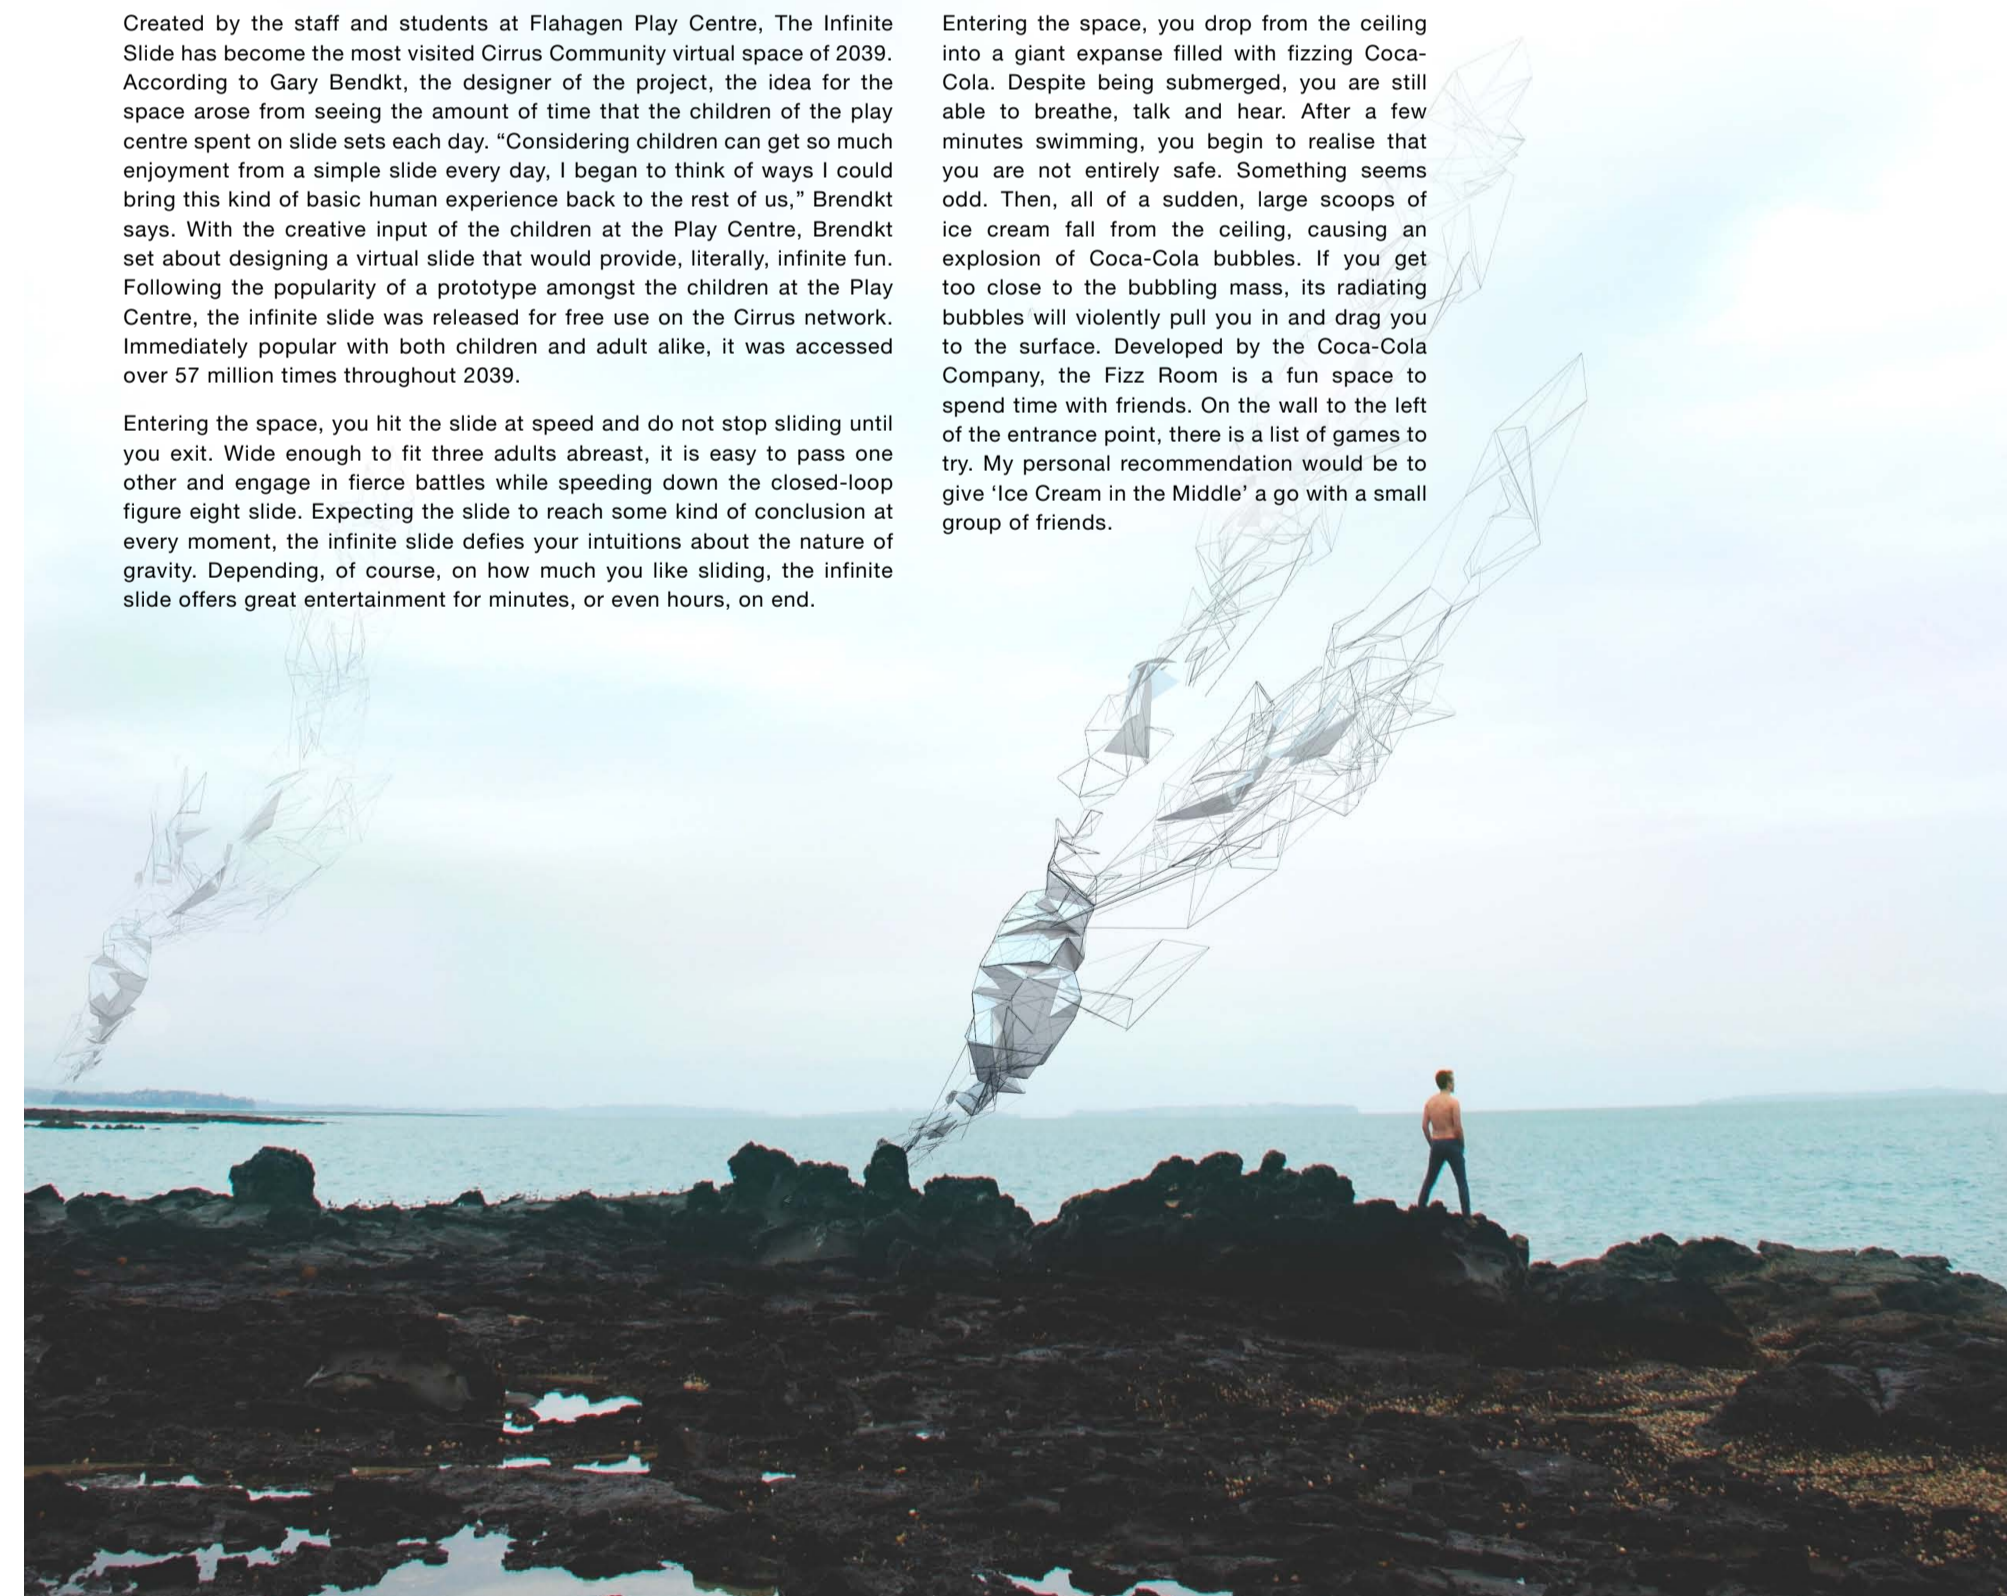 Created by the staff and students at Flahagen Play Centre, The Infinite
Slide has become the most visited Cirrus Community virtual space of 2039.
According to Gary Bendkt, the designer of the project, the idea for the
space arose from seeing the amount of time that the children of the play
centre spent on slide sets each day. “Considering children can get so much
enjoyment from a simple slide every day, I began to think of ways I could
bring this kind of basic human experience back to the rest of us,” Brendkt
says. With the creative input of the children at the Play Centre, Brendkt
set about designing a virtual slide that would provide, literally, infinite fun.
Following the popularity of a prototype amongst the children at the Play
Centre, the infinite slide was released for free use on the Cirrus network.
Immediately popular with both children and adult alike, it was accessed
over 57 million times throughout 2039.
Entering the space, you hit the slide at speed and do not stop sliding until
you exit. Wide enough to fit three adults abreast, it is easy to pass one
other and engage in fierce battles while speeding down the closed-loop
figure eight slide. Expecting the slide to reach some kind of conclusion at
every moment, the infinite slide defies your intuitions about the nature of
gravity. Depending, of course, on how much you like sliding, the infinite
slide offers great entertainment for minutes, or even hours, on end.
Entering the space, you drop from the ceiling
into a giant expanse filled with fizzing Coca-
Cola. Despite being submerged, you are still
able to breathe, talk and hear. After a few
minutes swimming, you begin to realise that
you are not entirely safe. Something seems
odd. Then, all of a sudden, large scoops of
ice cream fall from the ceiling, causing an
explosion of Coca-Cola bubbles. If you get
too close to the bubbling mass, its radiating
bubbles will violently pull you in and drag you
to the surface. Developed by the Coca-Cola
Company, the Fizz Room is a fun space to
spend time with friends. On the wall to the left
of the entrance point, there is a list of games to
try. My personal recommendation would be to
give ‘Ice Cream in the Middle’ a go with a small
group of friends.